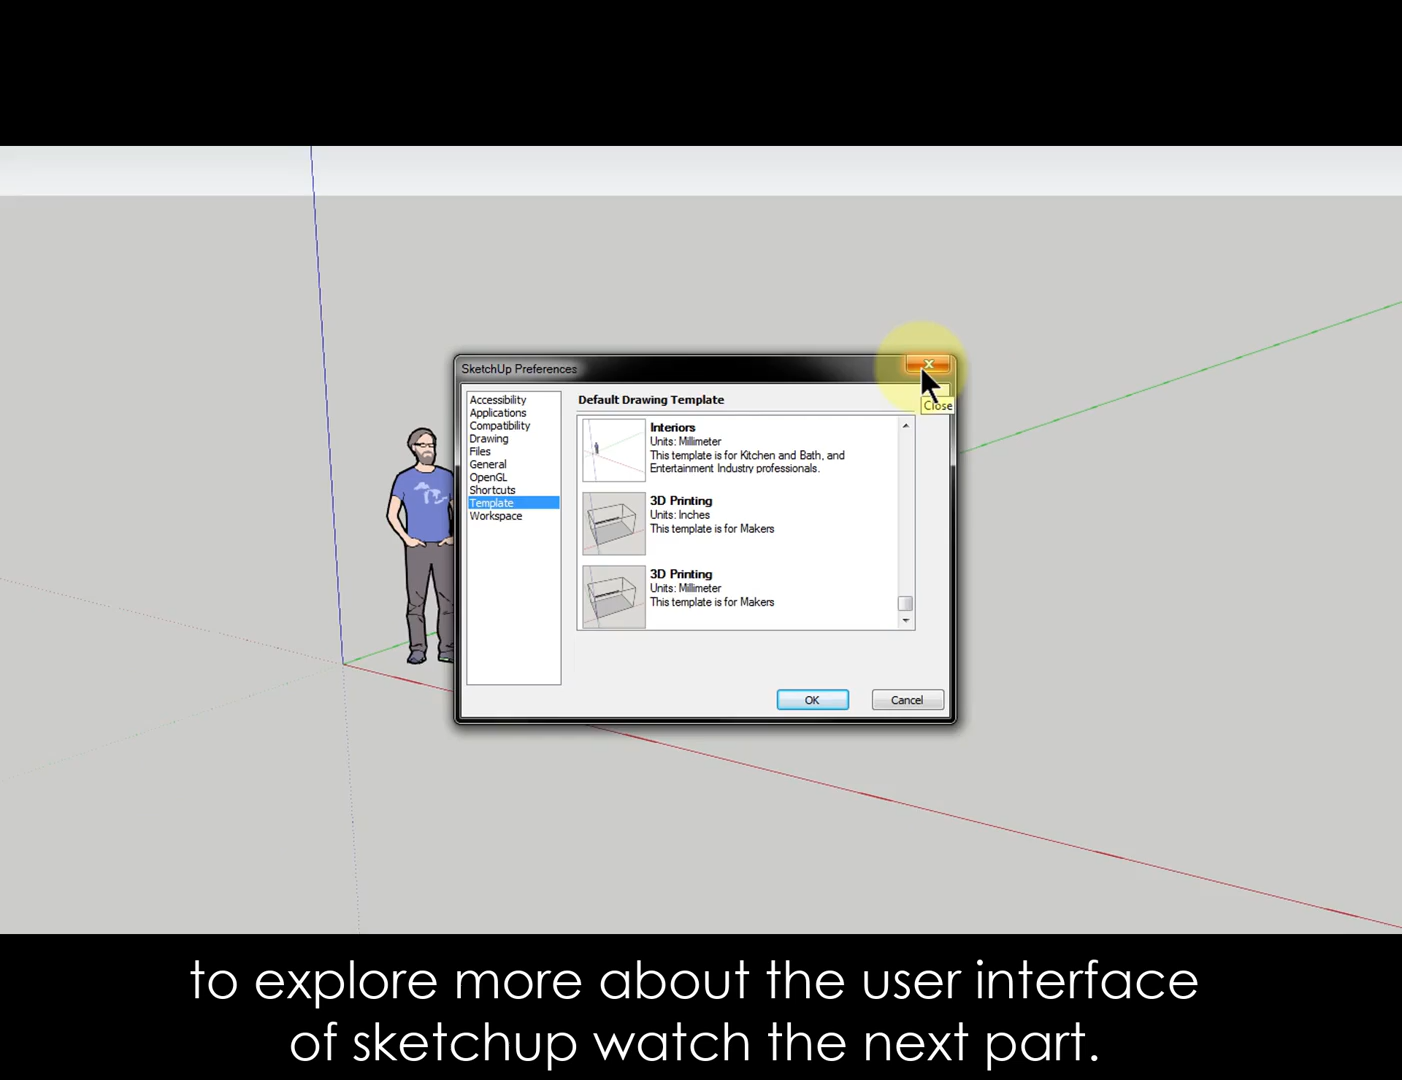 SketchUp Preferences
Close
Accessibility
Applications
Compatibility
Drawing
Files
General
OpenGL
Shortcuts
Template
Workspace
Default Drawing Template
Interiors
Units: Millimeter
This template is for Kitchen and Bath, and
Entertainment Industry professionals.
3D Printing
Units: Inches
This template is for Makers
3D Printing
Units: Millimeter
This template is for Makers
OK
Cancel
to explore more about the user interface
of sketchup watch the next part.